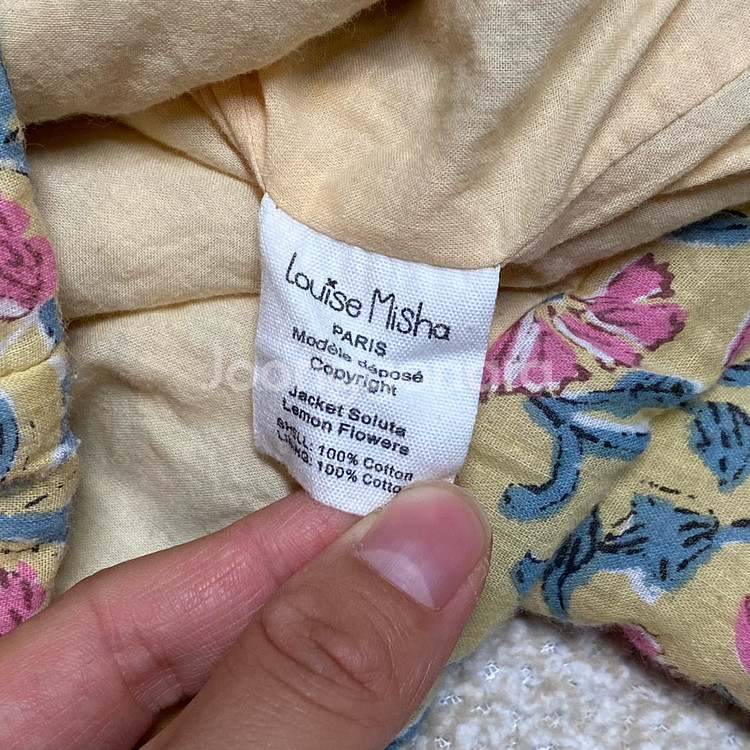 Louise Misha
PARIS
Modèle déposé
Copyright
Jacket Soluta
Lemon Flowers
SHELL: 100% Cotton
LINING: 100% Cotton